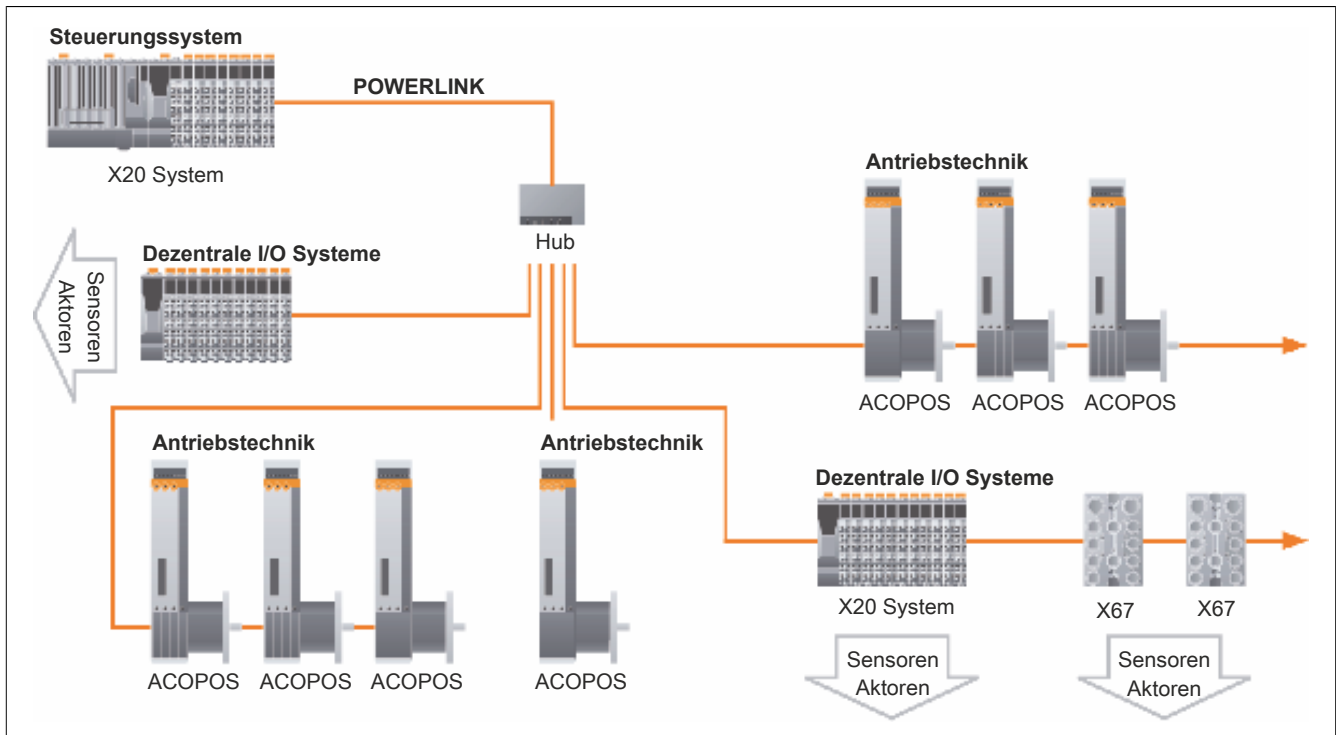 Steuerungssystem
POWERLINK
X20 System
Hub
Antriebstechnik
ACOPOS ACOPOS ACOPOS
Dezentrale I/O Systeme
Sensoren
Aktoren
Antriebstechnik
ACOPOS ACOPOS ACOPOS
Antriebstechnik
ACOPOS
Dezentrale I/O Systeme
X20 System
X67 X67
Sensoren
Aktoren
Sensoren
Aktoren